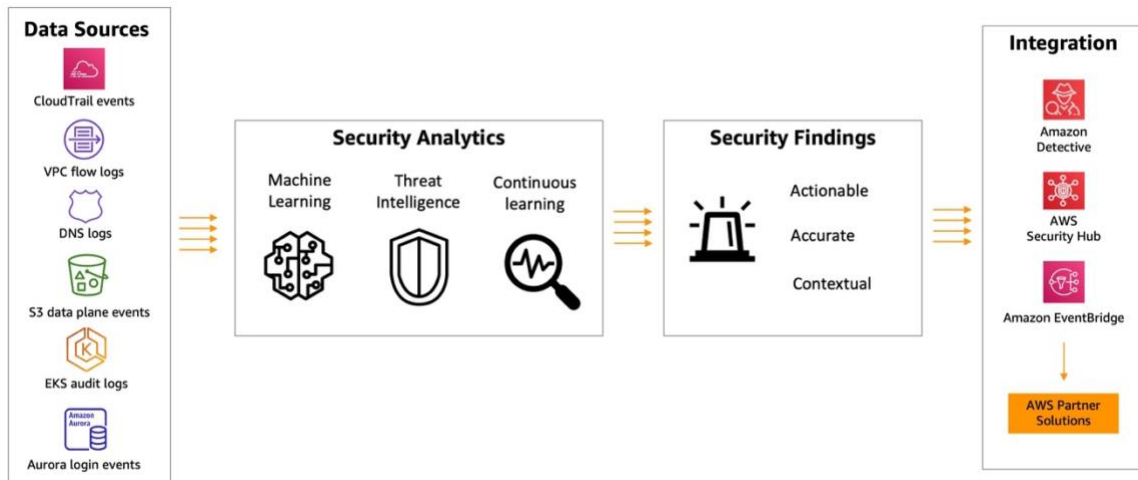 Data Sources
CloudTrail events
VPC flow logs
DNS logs
S3 data plane events
EKS audit logs
Amazon
Aurora
Aurora login events
Security Analytics
Machine
Learning
Threat
Intelligence
Continuous
learning
Security Findings
Actionable
Accurate
Contextual
Integration
Amazon
Detective
AWS
Security Hub
Amazon EventBridge
AWS Partner
Solutions